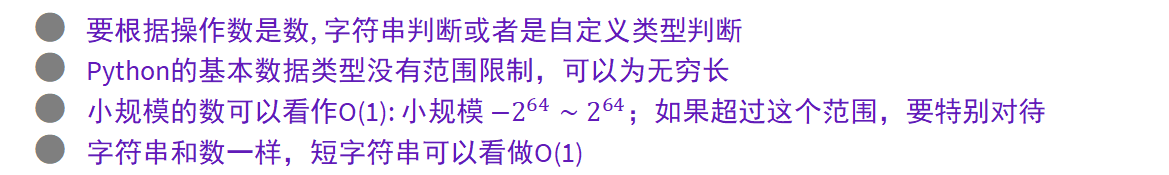 要根据操作数是数, 字符串判断或者是自定义类型判断
Python的基本数据类型没有范围限制，可以为无穷长
小规模的数可以看作O(1): 小规模 −2⁶⁴ ~ 2⁶⁴；如果超过这个范围，要特别对待
字符串和数一样，短字符串可以看做O(1)